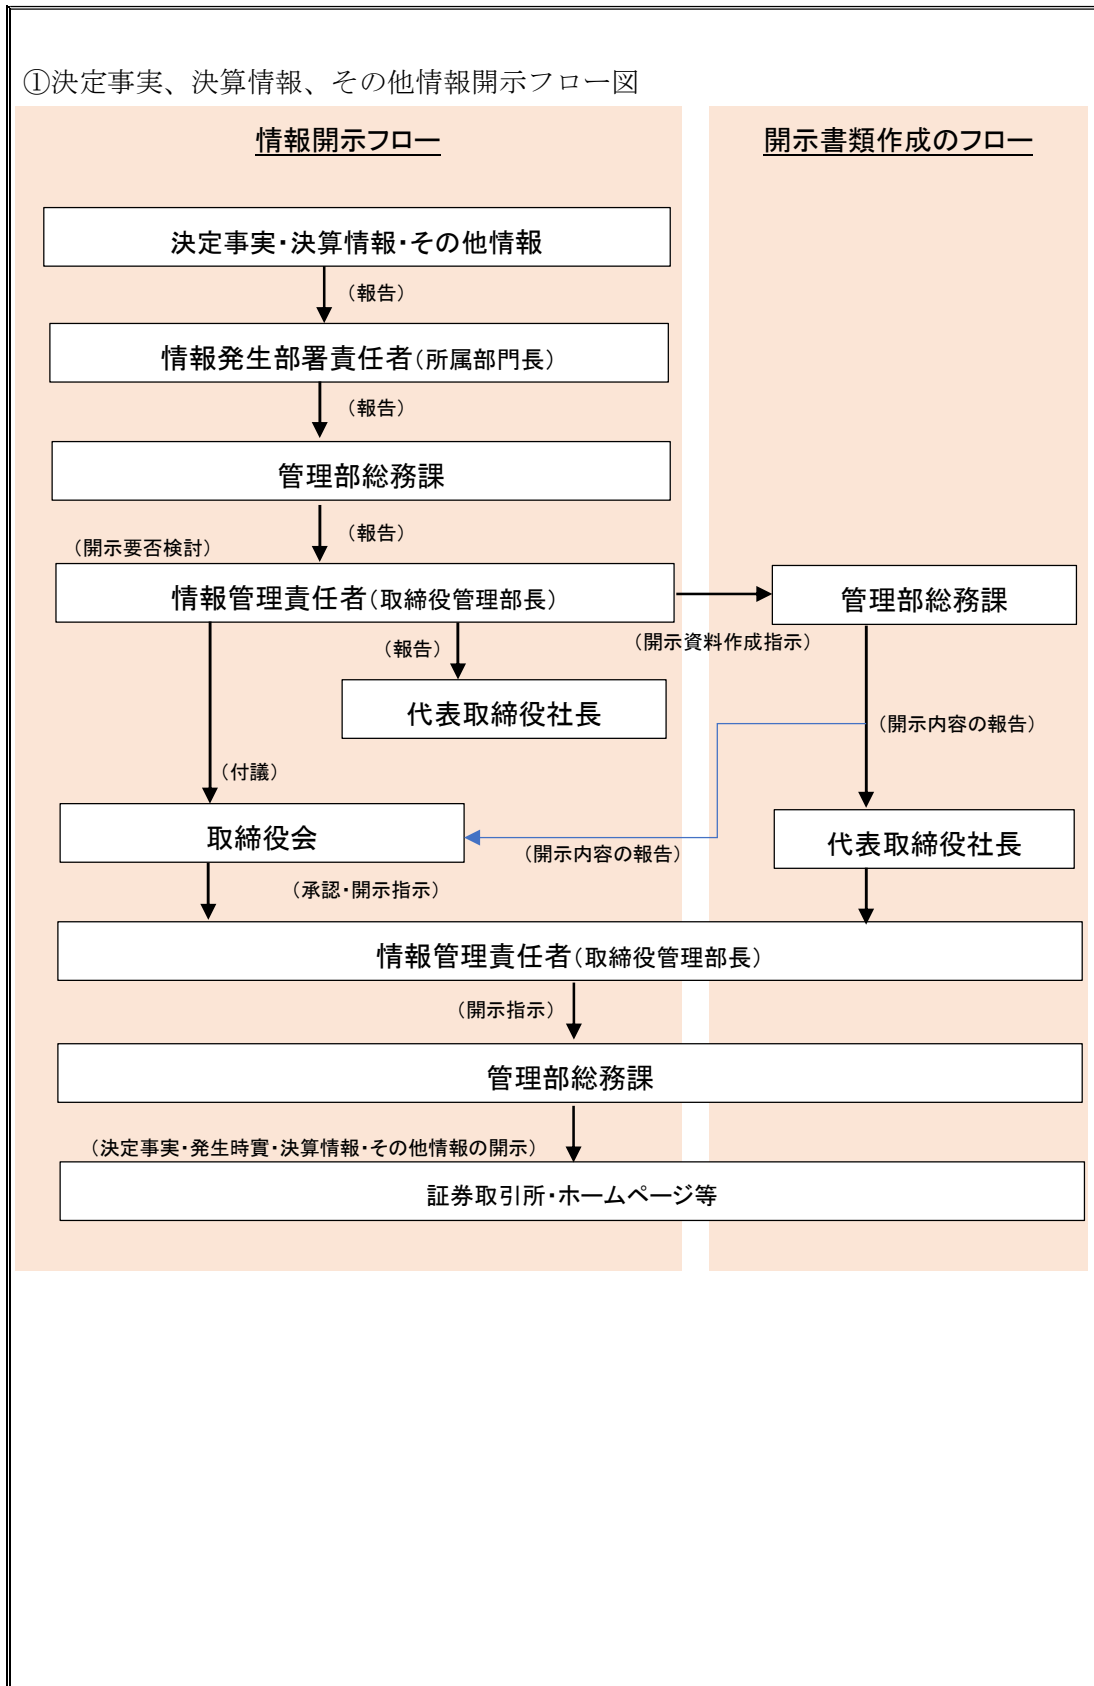 ①決定事実、決算情報、その他情報開示フロー図
情報開示フロー
開示書類作成のフロー
決定事実・決算情報・その他情報
（報告）
情報発生部署責任者（所属部門長）
（報告）
管理部総務課
（報告）
（開示要否検討）
情報管理責任者（取締役管理部長）
管理部総務課
（報告）
（開示資料作成指示）
代表取締役社長
（開示内容の報告）
（付議）
取締役会
（開示内容の報告）
代表取締役社長
（承認・開示指示）
情報管理責任者（取締役管理部長）
（開示指示）
管理部総務課
（決定事実・発生時實・決算情報・その他情報の開示）
証券取引所・ホームページ等